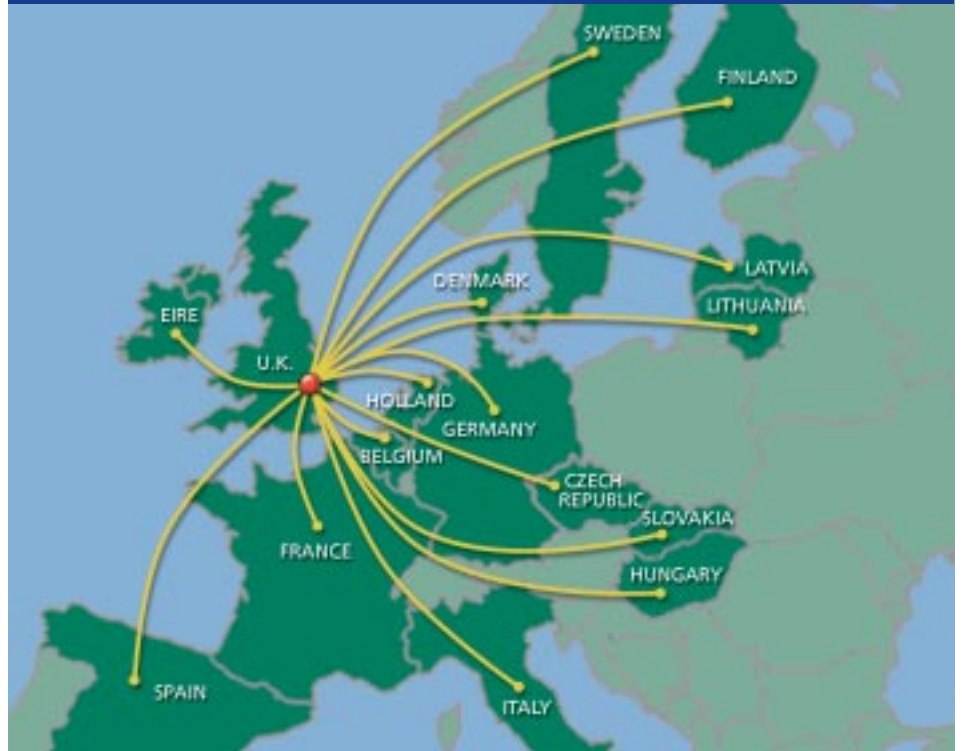 SWEDEN
FINLAND
LATVIA
DENMARK
LITHUANIA
EIRE
U.K.
HOLLAND
GERMANY
BELGIUM
CZECH
REPUBLIC
SLOVAKIA
FRANCE
HUNGARY
SPAIN
ITALY